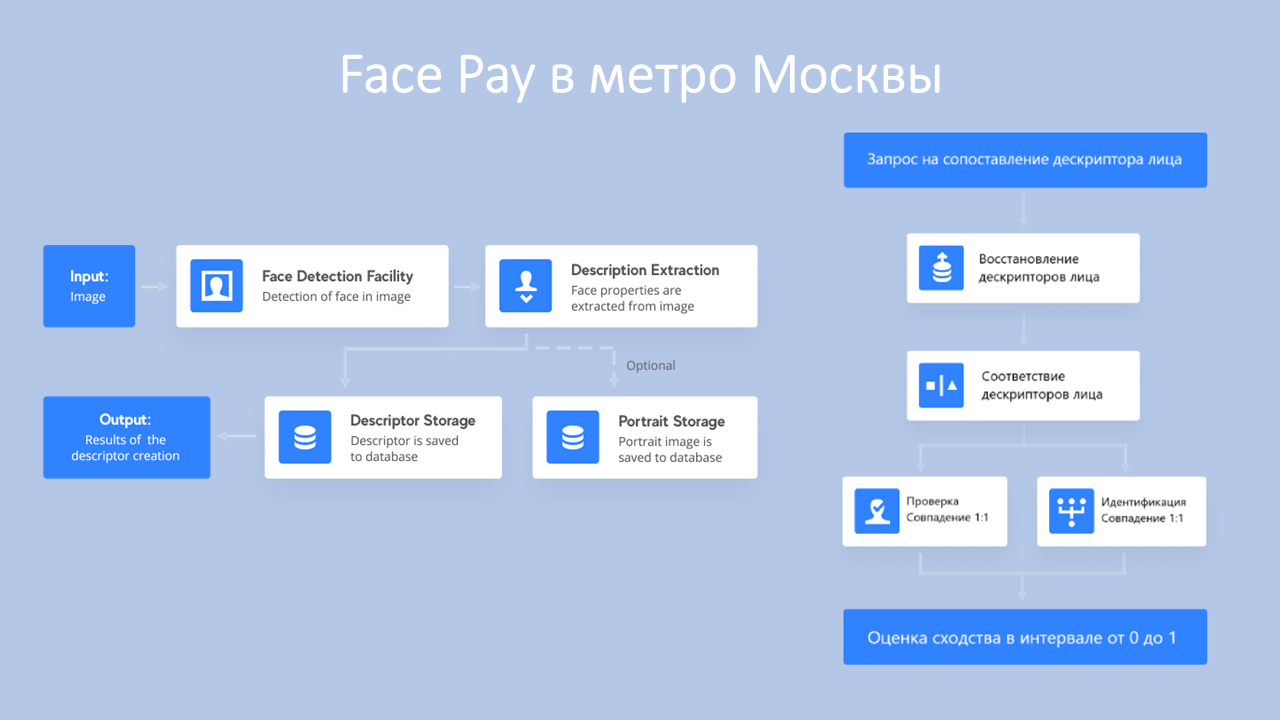 Face Pay в метро Москвы
Input:
Image
Face Detection Facility
Detection of face in image
Description Extraction
Face properties are
extracted from image
Optional
Output:
Results of the
descriptor creation
Descriptor Storage
Descriptor is saved
to database
Portrait Storage
Portrait image is
saved to database
Запрос на сопоставление дескриптора лица
Восстановление
дескрипторов лица
Соответствие
дескрипторов лица
Проверка
Совпадение 1:1
Идентификация
Совпадение 1:1
Оценка сходства в интервале от 0 до 1